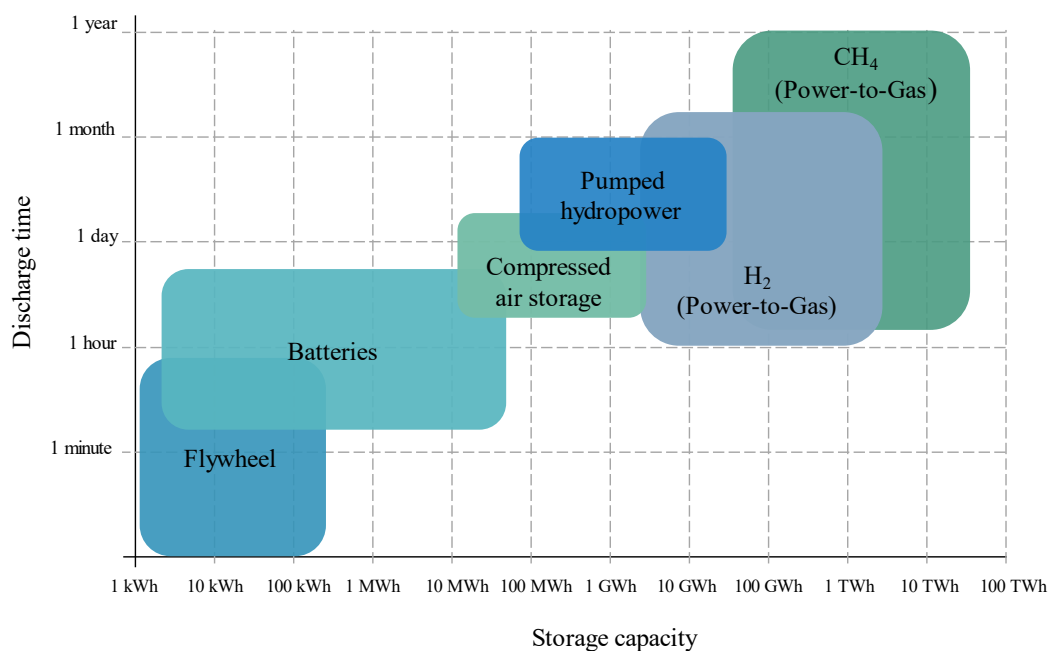 1 year
1 month
1 day
1 hour
1 minute
Discharge time
CH₄
(Power-to-Gas)
Pumped
hydropower
Compressed
air storage
H₂
(Power-to-Gas)
Batteries
Flywheel
1 kWh
10 kWh
100 kWh
1 MWh
10 MWh
100 MWh
1 GWh
10 GWh
100 GWh
1 TWh
10 TWh
100 TWh
Storage capacity